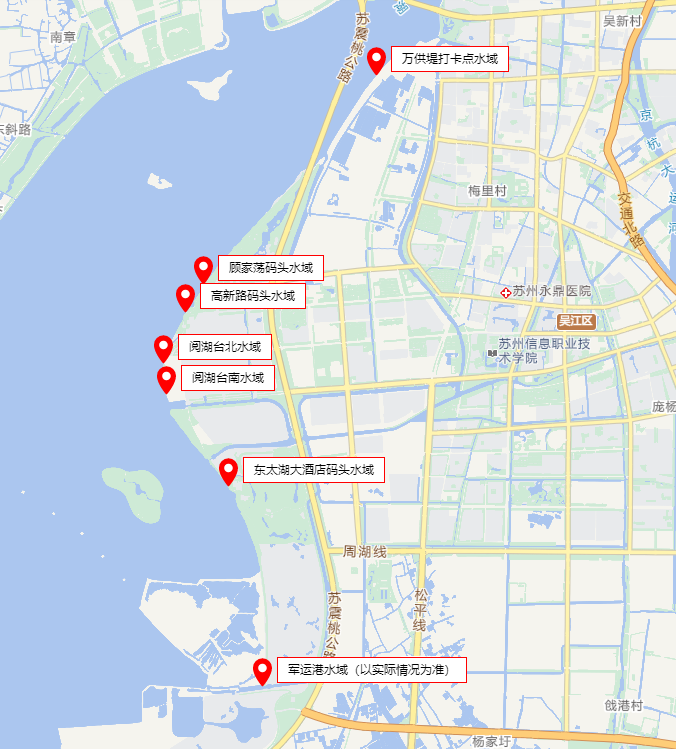 吴新村
南章
苏震桃公路
万供堤打卡点水域
京杭大运河
东斜路
梅里村
交通北路
顾家荡码头水域
高新路码头水域
苏州永鼎医院
吴江区
阅湖台北水域
苏州信息职业技
术学院
阅湖台南水域
庞杨
东太湖大酒店码头水域
周湖线
苏震桃公路
松平线
军运港水域（以实际情况为准）
戗港村
杨家圩